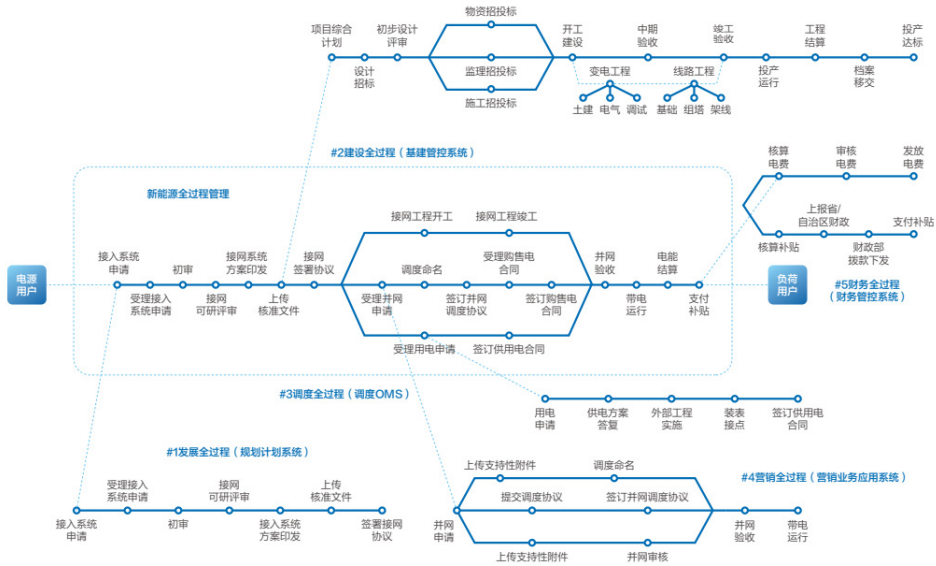 物资招投标
项目综合
计划
初步设计
评审
开工
建设
中期
验收
竣工
验收
工程
结算
投产
达标
设计
招标
监理招投标
变电工程
线路工程
投产
运行
档案
移交
施工招投标
土建
电气
调试
基础
组塔
架线
#2建设全过程（基建管控系统）
核算
电费
审核
电费
发放
电费
新能源全过程管理
上报省/
自治区财政
支付补贴
接网工程开工
接网工程竣工
核算补贴
财政部
拨款下发
接入系统
申请
初审
接网系统
方案印发
接网
签署协议
调度命名
受理购售电
合同
并网
验收
电能
结算
电源
用户
负荷
用户
#5财务全过程
（财务管控系统）
受理接入
系统申请
接网
可研评审
上传
核准文件
受理并网
申请
签订并网
调度协议
签订购售电
合同
带电
运行
支付
补贴
受理用电申请
签订供用电合同
#3调度全过程（调度OMS）
用电
申请
供电方案
答复
外部工程
实施
装表
接点
签订供用电
合同
#1发展全过程（规划计划系统）
上传支持性附件
调度命名
#4营销全过程（营销业务应用系统）
受理接入
系统申请
接网
可研评审
上传
核准文件
提交调度协议
签订并网调度协议
接入系统
申请
初审
接入系统
方案印发
签署接网
协议
并网
申请
并网
验收
带电
运行
上传支持性附件
并网审核